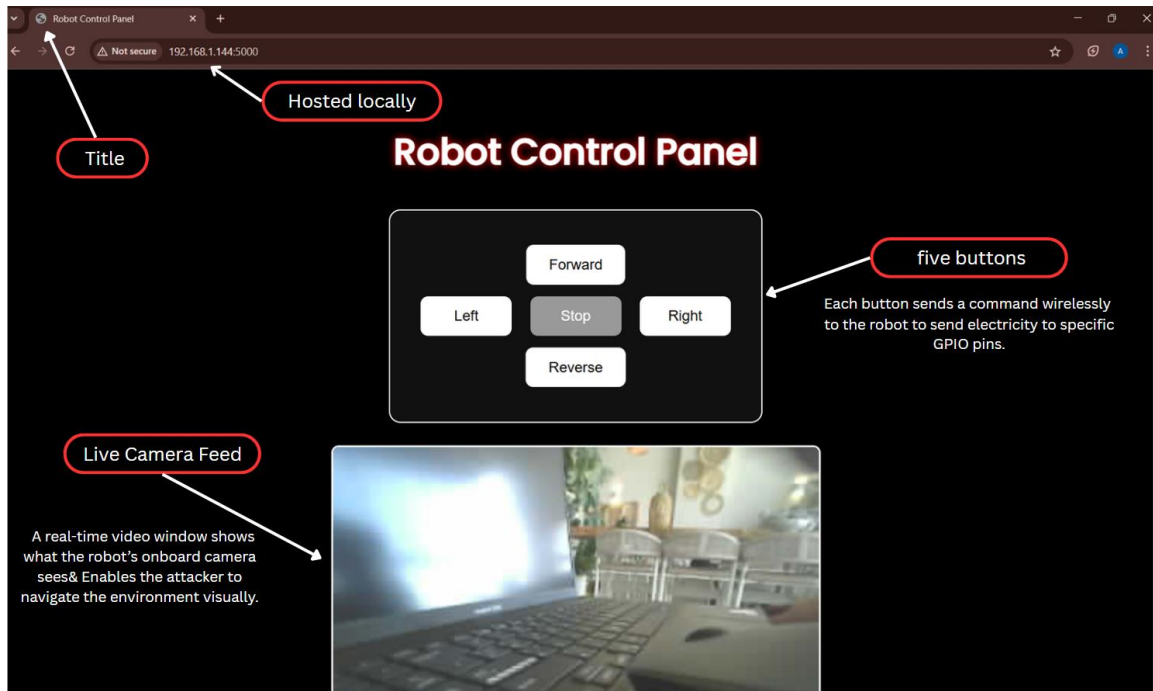 Robot Control Panel
Not secure 192.168.1.144:5000
A
Hosted locally
Title
Robot Control Panel
Forward
five buttons
Left Stop Right
Each button sends a command wirelessly
to the robot to send electricity to specific
GPIO pins.
Reverse
Live Camera Feed
A real-time video window shows
what the robot's onboard camera
sees& Enables the attacker to
navigate the environment visually.